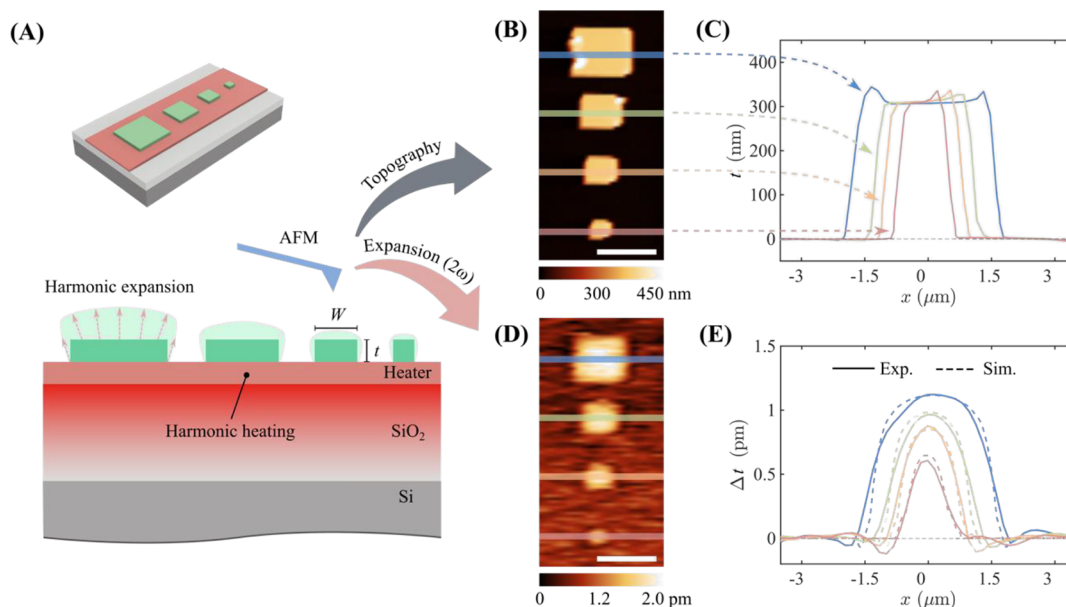 (A)
Topography
AFM
Expansion (2ω)
Harmonic expansion
W
t
Heater
Harmonic heating
SiO2
Si
(B)
0 300 450 nm
(C)
400
300
200
100
0
t (nm)
-3 -1.5 0 1.5 3
x (μm)
(D)
0 1.2 2.0 pm
(E)
1.5
1
0.5
0
Δt (pm)
Exp. Sim.
-3 -1.5 0 1.5 3
x (μm)